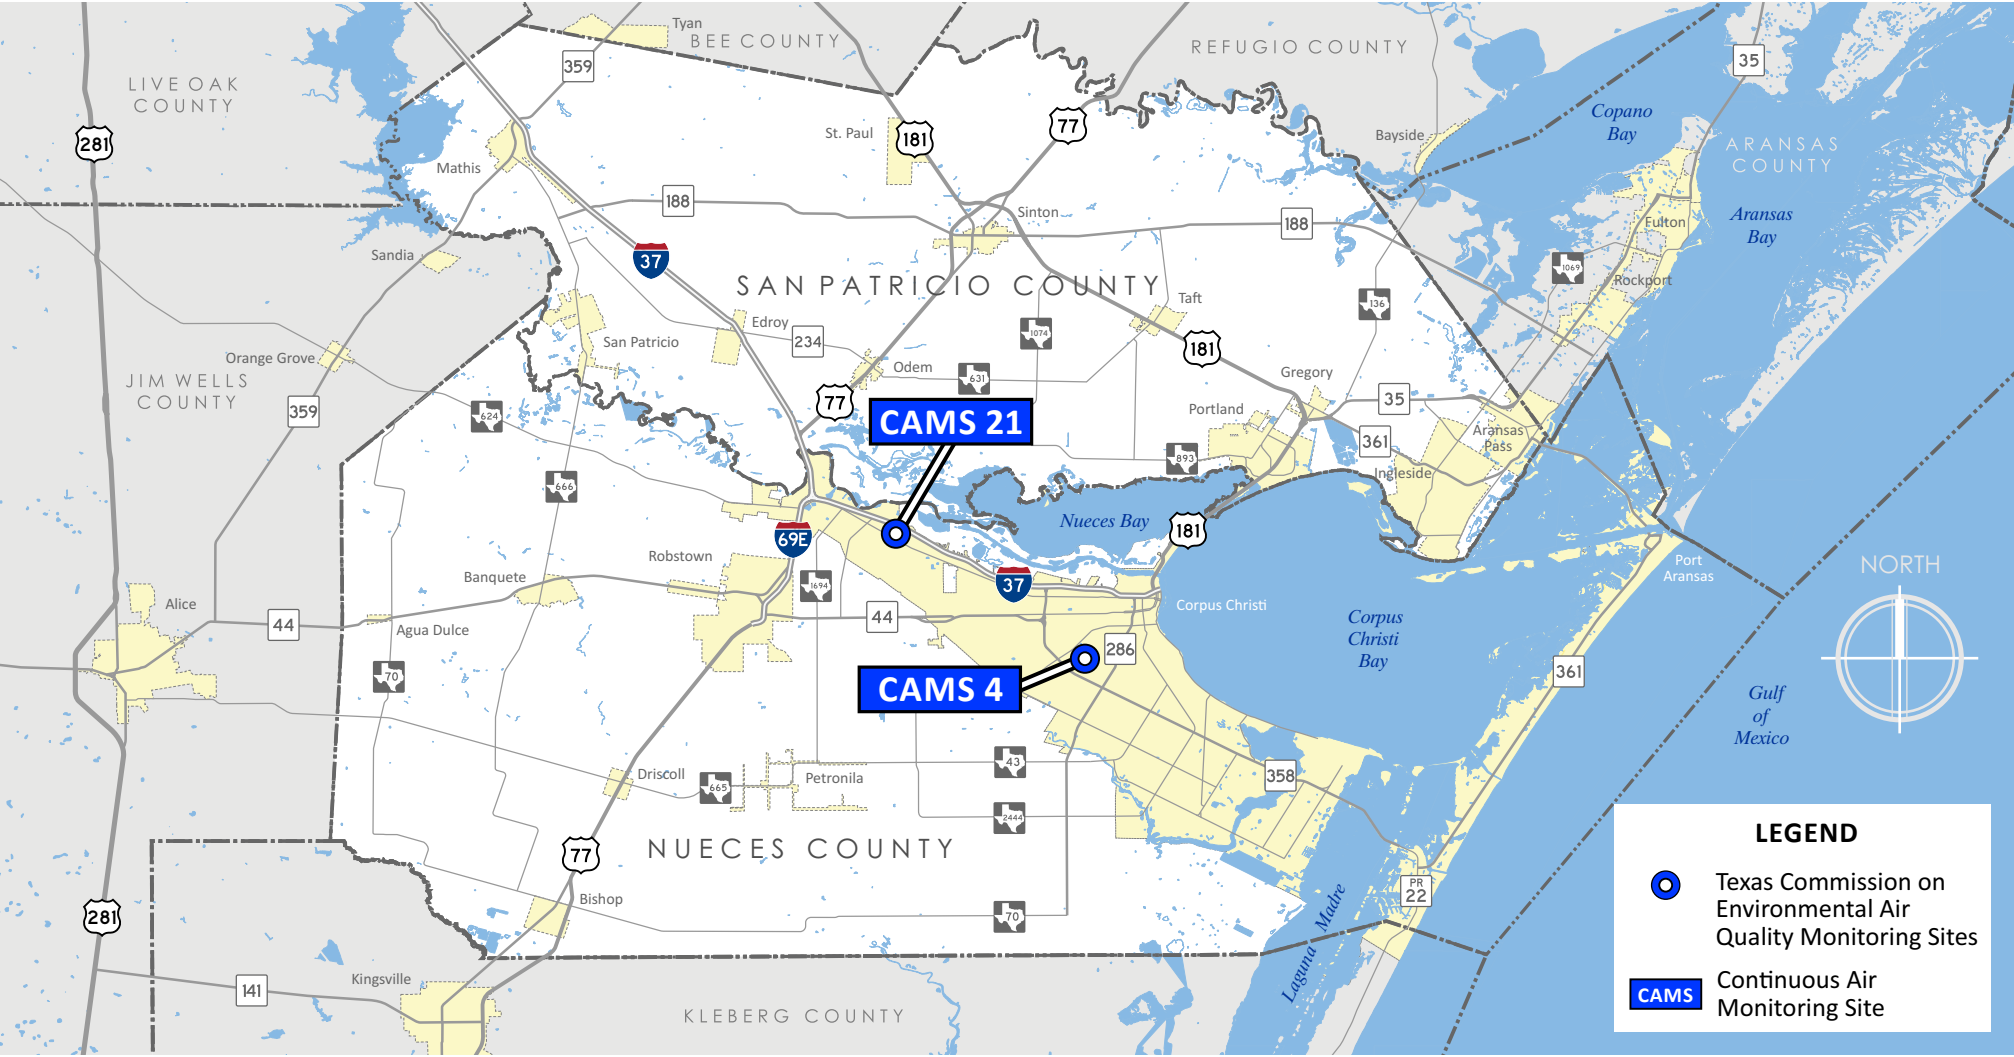 Tyan
BEE COUNTY
REFUGIO COUNTY
35
359
LIVE OAK
COUNTY
Copano
Bay
281
St. Paul
181
77
Bayside
ARANSAS
COUNTY
Mathis
188
Sinton
188
Fulton
Aransas
Bay
Sandia
37
1069
SAN PATRICIO COUNTY
Rockport
Taft
136
Edroy
1074
San Patricio
234
181
Orange Grove
Odem
631
Gregory
JIM WELLS
COUNTY
359
77
35
Portland
624
CAMS 21
361
Aransas
Pass
893
Ingleside
666
Nueces Bay
181
69E
Robstown
Port
Aransas
NORTH
Banquete
1694
37
Alice
Corpus Christi
44
Agua Dulce
44
Corpus
Christi
Bay
286
70
CAMS 4
361
Gulf
of
Mexico
Driscoll
665
Petronila
43
358
2444
LEGEND
NUECES COUNTY
77
Texas Commission on
Environmental Air
Quality Monitoring Sites
PR
22
281
Bishop
70
Laguna Madre
Kingsville
141
CAMS
Continuous Air
Monitoring Site
KLEBERG COUNTY